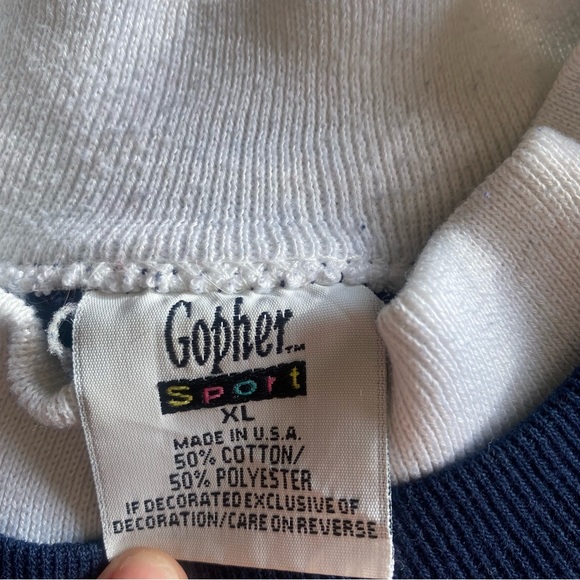 Gopher™
Sport
XL
MADE IN U.S.A.
50% COTTON/
50% POLYESTER
IF DECORATED EXCLUSIVE OF
DECORATION/CARE ON REVERSE